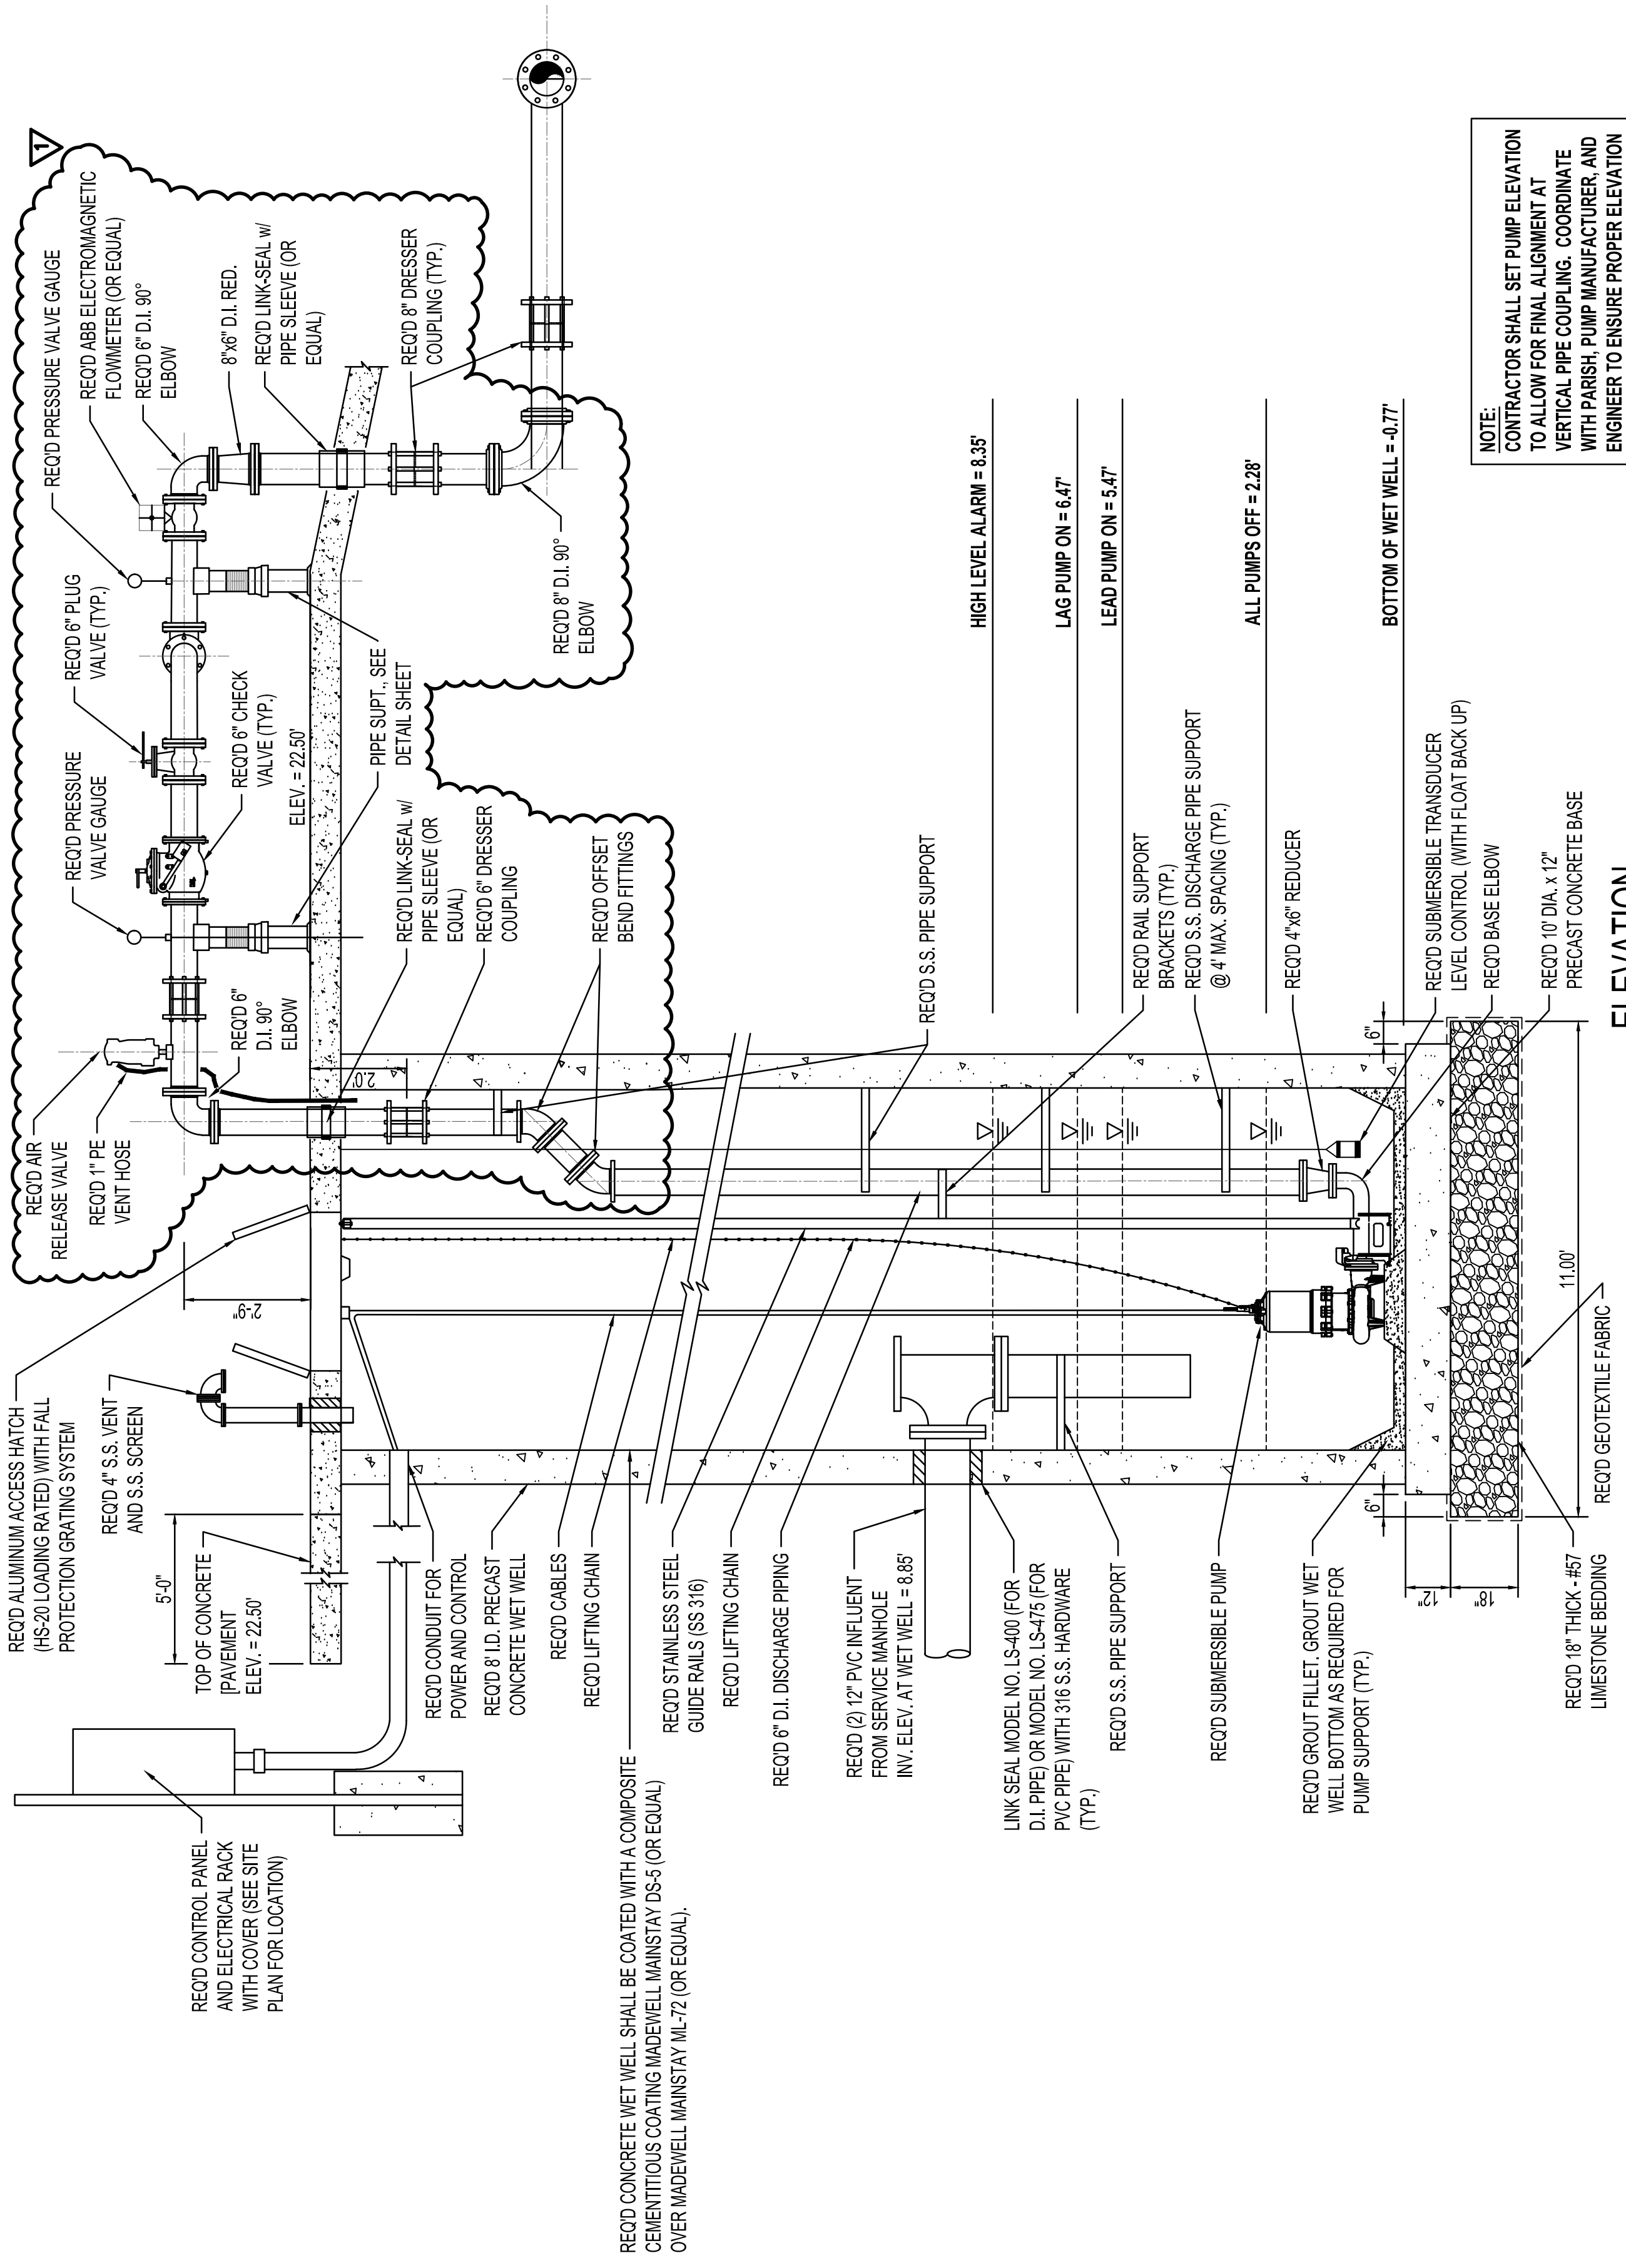 REQ'D ALUMINUM ACCESS HATCH
(HS-20 LOADING RATED) WITH FALL
PROTECTION GRATING SYSTEM
REQ'D 4" S.S. VENT
AND S.S. SCREEN
5'-0"
TOP OF CONCRETE
[PAVEMENT
ELEV. = 22.50'
REQ'D CONTROL PANEL
AND ELECTRICAL RACK
WITH COVER (SEE SITE
PLAN FOR LOCATION)
2'-9"
REQ'D AIR
RELEASE VALVE
REQ'D 1" PE
VENT HOSE
REQ'D 6"
D.I. 90°
ELBOW
REQ'D PRESSURE
VALVE GAUGE
REQ'D 6" PLUG
VALVE (TYP.)
REQ'D 6" CHECK
VALVE (TYP.)
ELEV. = 22.50'
REQ'D PRESSURE VALVE GAUGE
REQ'D ABB ELECTROMAGNETIC
FLOWMETER (OR EQUAL)
REQ'D 6" D.I. 90°
ELBOW
1
8"x6" D.I. RED.
REQ'D LINK-SEAL w/
PIPE SLEEVE (OR
EQUAL)
REQ'D 8" DRESSER
COUPLING (TYP.)
PIPE SUPT., SEE
DETAIL SHEET
REQ'D 8" D.I. 90°
ELBOW
2.0'
REQ'D LINK-SEAL w/
PIPE SLEEVE (OR
EQUAL)
REQ'D 6" DRESSER
COUPLING
REQ'D OFFSET
BEND FITTINGS
REQ'D CONDUIT FOR
POWER AND CONTROL
REQ'D 8' I.D. PRECAST
CONCRETE WET WELL
REQ'D CABLES
REQ'D LIFTING CHAIN
REQ'D CONCRETE WET WELL SHALL BE COATED WITH A COMPOSITE
CEMENTITIOUS COATING MADEWELL MAINSTAY DS-5 (OR EQUAL)
OVER MADEWELL MAINSTAY ML-72 (OR EQUAL).
REQ'D STAINLESS STEEL
GUIDE RAILS (SS 316)
REQ'D LIFTING CHAIN
REQ'D 6" D.I. DISCHARGE PIPING
REQ'D (2) 12" PVC INFLUENT
FROM SERVICE MANHOLE
INV. ELEV. AT WET WELL = 8.85'
LINK SEAL MODEL NO. LS-400 (FOR
D.I. PIPE) OR MODEL NO. LS-475 (FOR
PVC PIPE) WITH 316 S.S. HARDWARE
(TYP.)
REQ'D S.S. PIPE SUPPORT
REQ'D SUBMERSIBLE PUMP
REQ'D GROUT FILLET. GROUT WET
WELL BOTTOM AS REQUIRED FOR
PUMP SUPPORT (TYP.)
REQ'D S.S. PIPE SUPPORT
HIGH LEVEL ALARM = 8.35'
LAG PUMP ON = 6.47'
LEAD PUMP ON = 5.47'
REQ'D RAIL SUPPORT
BRACKETS (TYP.)
REQ'D S.S. DISCHARGE PIPE SUPPORT
@ 4' MAX. SPACING (TYP.)
ALL PUMPS OFF = 2.28'
REQ'D 4"x6" REDUCER
BOTTOM OF WET WELL = -0.77'
REQ'D SUBMERSIBLE TRANSDUCER
LEVEL CONTROL (WITH FLOAT BACK UP)
REQ'D BASE ELBOW
REQ'D 10' DIA. x 12"
PRECAST CONCRETE BASE
6"
6"
12"
18"
11.00'
REQ'D 18" THICK - #57
LIMESTONE BEDDING
REQ'D GEOTEXTILE FABRIC
NOTE:
CONTRACTOR SHALL SET PUMP ELEVATION
TO ALLOW FOR FINAL ALIGNMENT AT
VERTICAL PIPE COUPLING. COORDINATE
WITH PARISH, PUMP MANUFACTURER, AND
ENGINEER TO ENSURE PROPER ELEVATION
ELEVATION